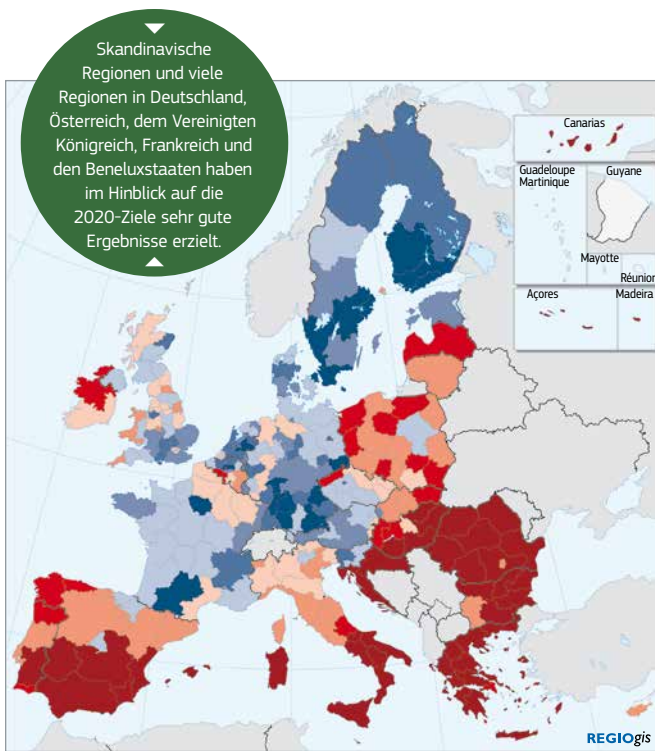 Skandinavische
Regionen und viele
Regionen in Deutschland,
Österreich, dem Vereinigten
Königreich, Frankreich und
den Beneluxstaaten haben
im Hinblick auf die
2020-Ziele sehr gute
Ergebnisse erzielt.
Canarias
Guadeloupe
Martinique
Guyane
Mayotte
Réunion
Açores
Madeira
REGIOgis